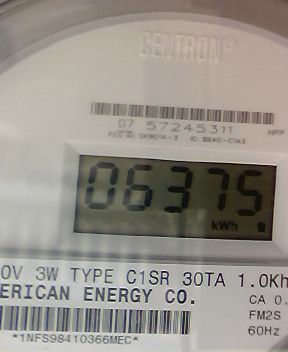 CENTRON®
07 57245311
06375
kWh
0V 3W TYPE C1SR 30TA 1.0Kh
ERICAN ENERGY CO.
CA 0.
FM2S
60Hz
*1NFS98410366MEC*